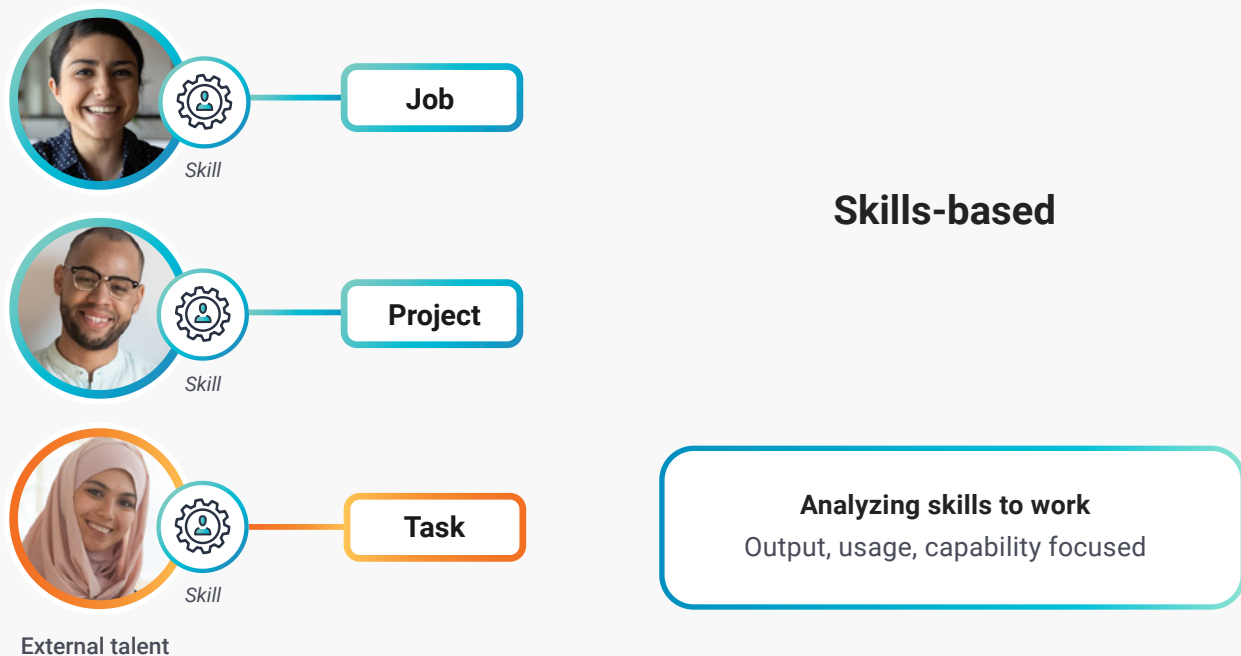 Job
Skill
Skills-based
Project
Skill
Analyzing skills to work
Output, usage, capability focused
Task
Skill
External talent